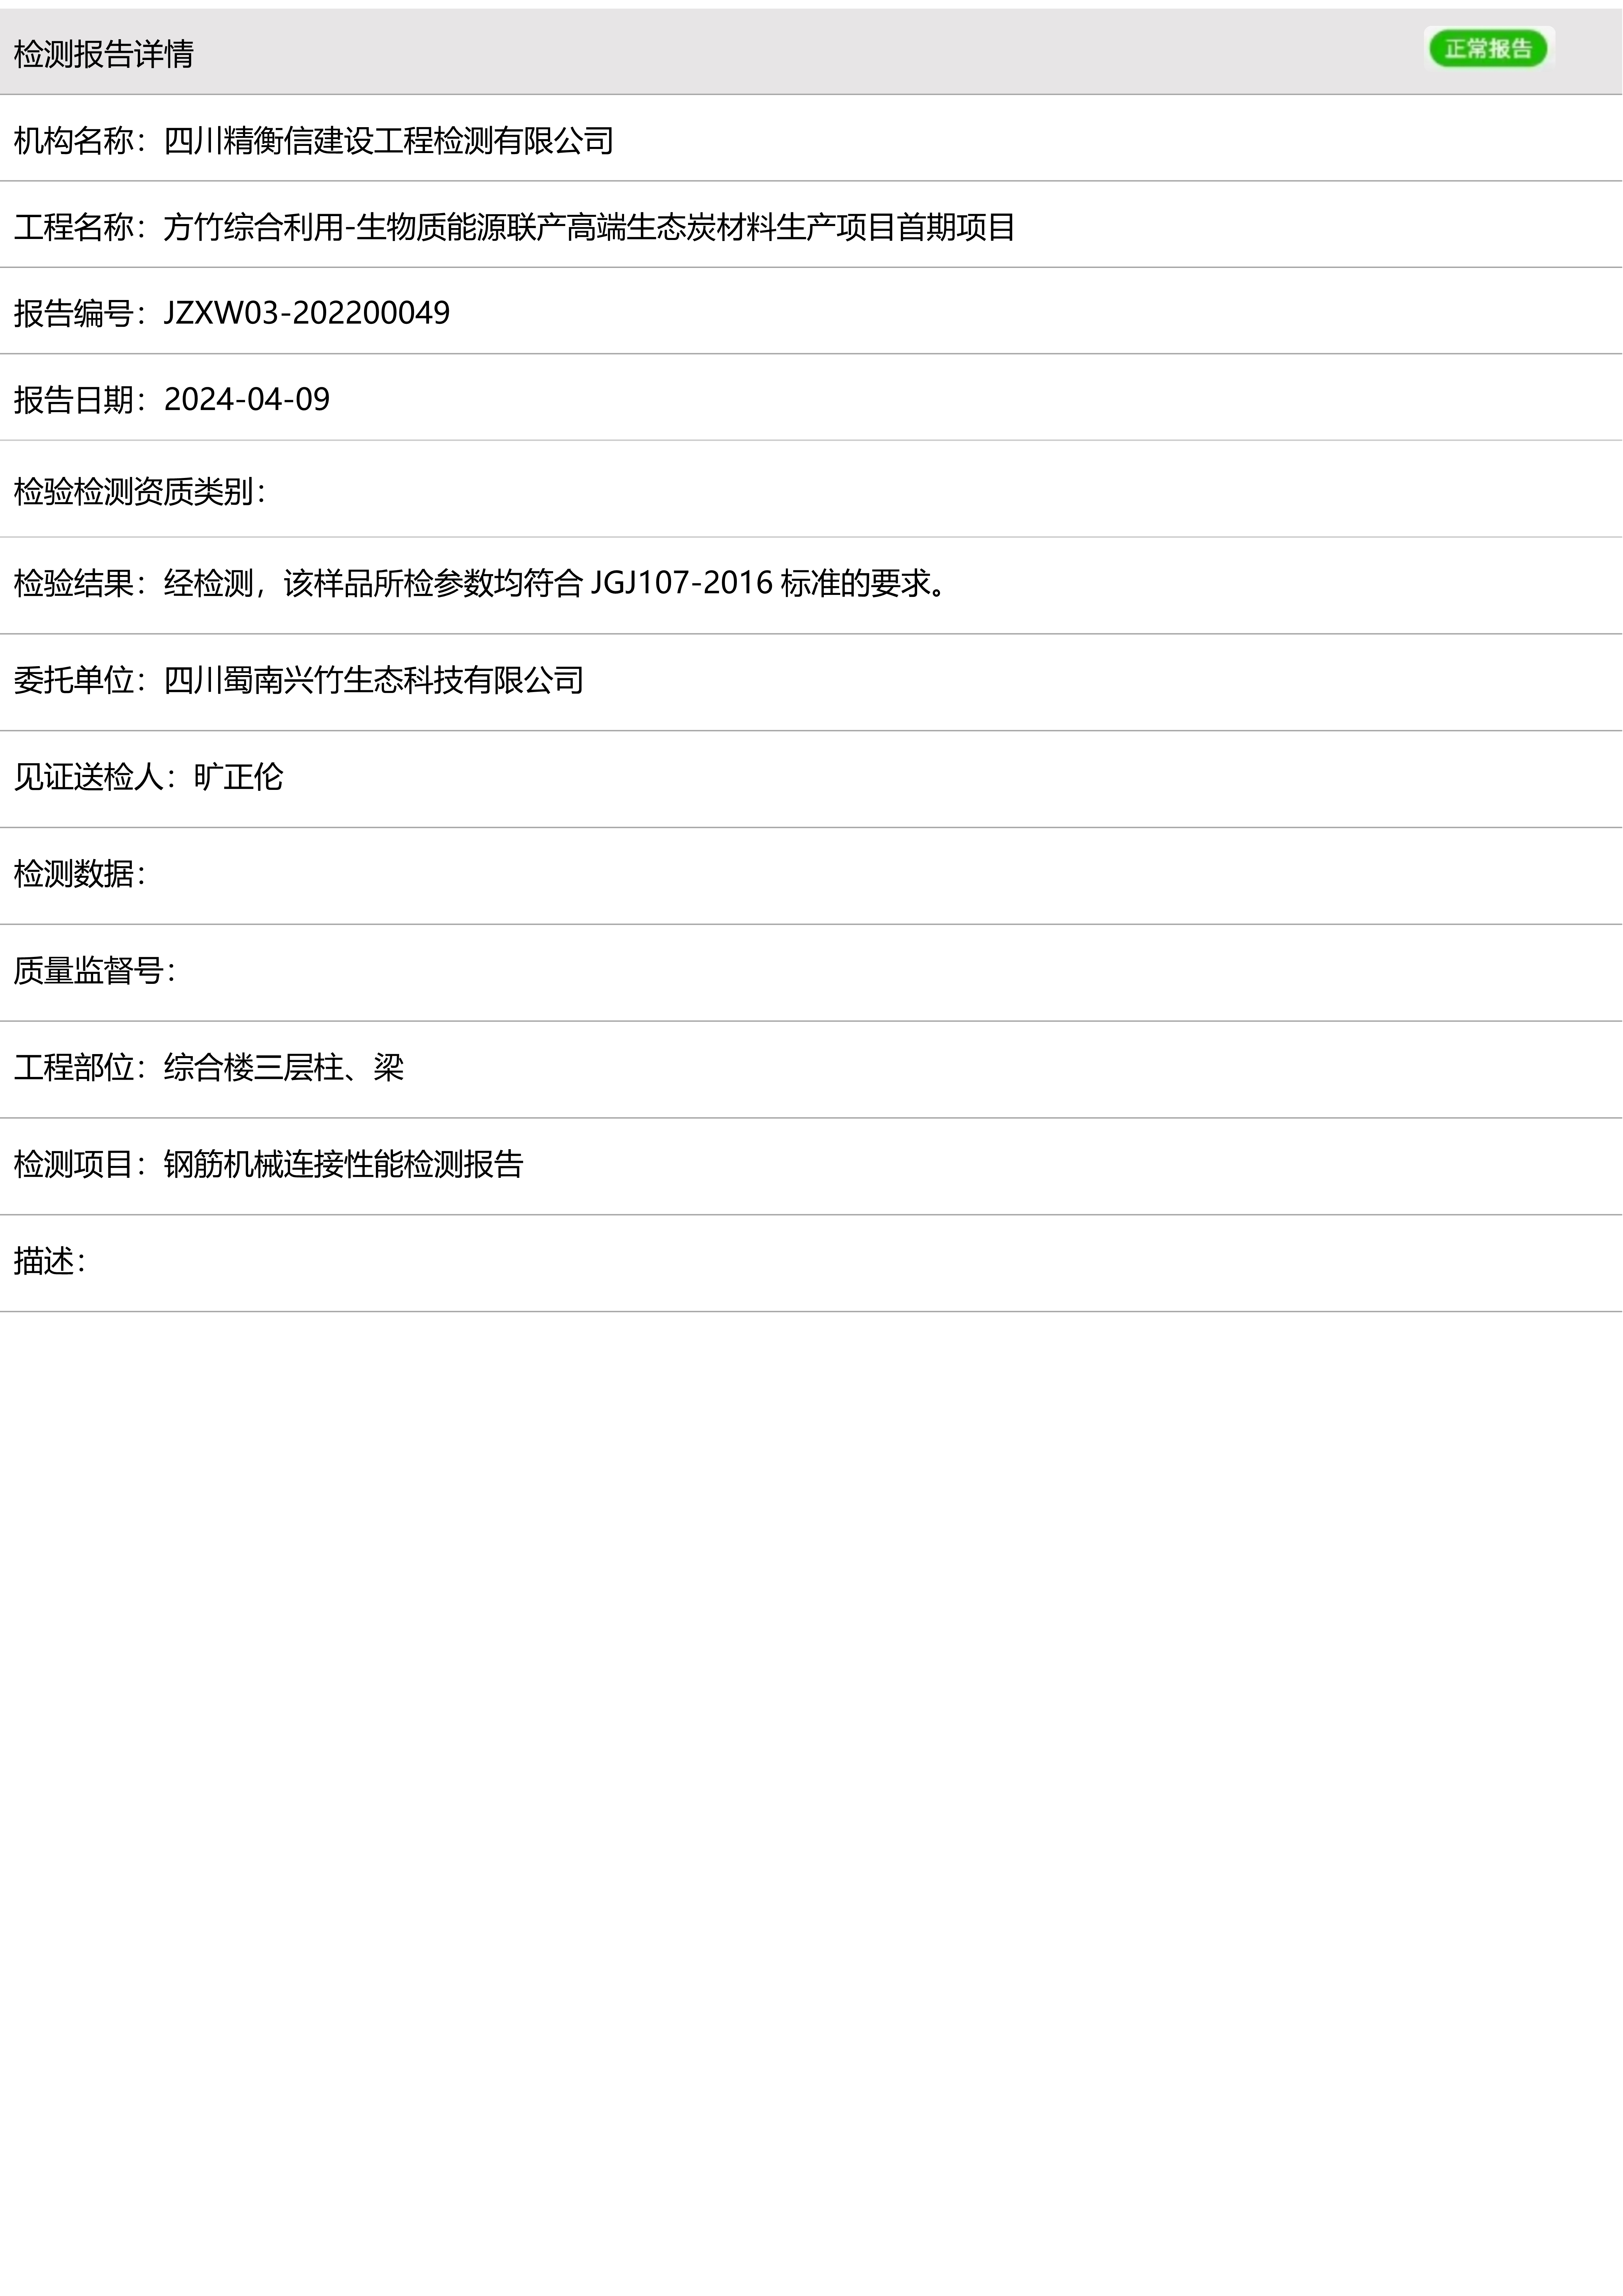 检测报告详情
正常报告
机构名称：四川精衡信建设工程检测有限公司
工程名称：方竹综合利用-生物质能源联产高端生态炭材料生产项目首期项目
报告编号：JZXW03-202200049
报告日期：2024-04-09
检验检测资质类别：
检验结果：经检测，该样品所检参数均符合 JGJ107-2016 标准的要求。
委托单位：四川蜀南兴竹生态科技有限公司
见证送检人：旷正伦
检测数据：
质量监督号：
工程部位：综合楼三层柱、梁
检测项目：钢筋机械连接性能检测报告
描述：